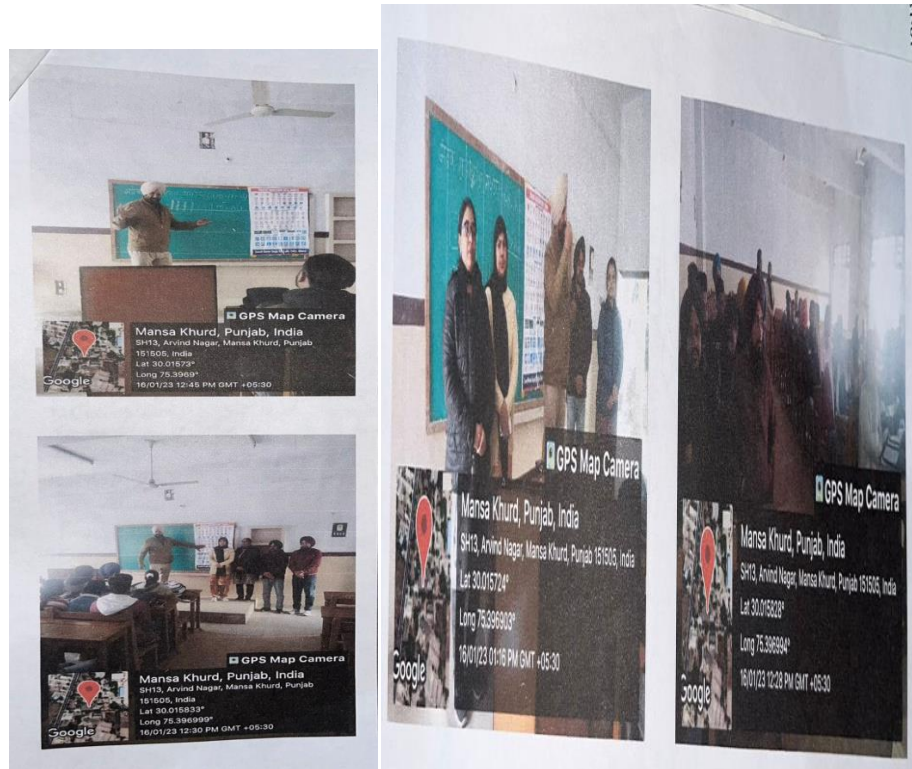 GPS Map Camera
Mansa Khurd, Punjab, India
SH13, Arvind Nagar, Mansa Khurd, Punjab
151505, India
Lat 30.01573°
Long 75.3969°
16/01/23 12:45 PM GMT +05:30
Google
GPS Map Camera
Mansa Khurd, Punjab, India
SH13, Arvind Nagar, Mansa Khurd, Punjab
151505, India
Lat 30.015833°
Long 75.396999°
16/01/23 12:30 PM GMT +05:30
Google
GPS Map Camera
Mansa Khurd, Punjab, India
SH13, Arvind Nagar, Mansa Khurd, Punjab 151505, India
Lat 30.015724°
Long 75.396903°
16/01/23 01:16 PM GMT +05:30
Google
GPS Map Camera
Mansa Khurd, Punjab, India
SH13, Arvind Nagar, Mansa Khurd, Punjab 151505, India
Lat 30.015828°
Long 75.396994°
16/01/23 12:28 PM GMT +05:30
Google